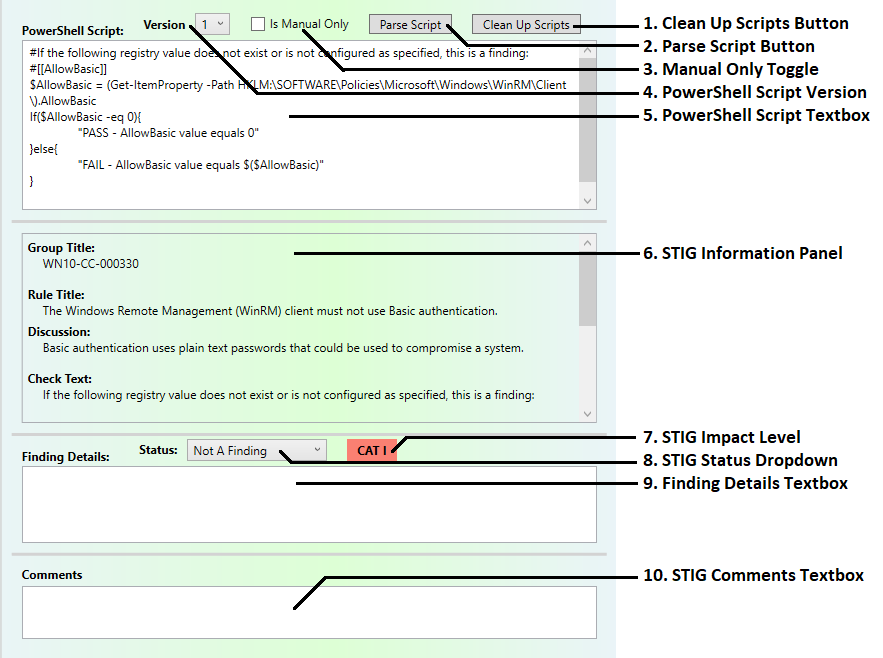 PowerShell Script: Version 1 Is Manual Only Parse Script Clean Up Scripts
1. Clean Up Scripts Button
2. Parse Script Button
3. Manual Only Toggle
4. PowerShell Script Version
5. PowerShell Script Textbox
#If the following registry value does not exist or is not configured as specified, this is a finding:
#[[AllowBasic]]
$AllowBasic = (Get-ItemProperty -Path HKLM:\SOFTWARE\Policies\Microsoft\Windows\WinRM\Client
\).AllowBasic
If($AllowBasic -eq 0){
"PASS - AllowBasic value equals 0"
}else{
"FAIL - AllowBasic value equals $($AllowBasic)"
}
Group Title:
WN10-CC-000330
6. STIG Information Panel
Rule Title:
The Windows Remote Management (WinRM) client must not use Basic authentication.
Discussion:
Basic authentication uses plain text passwords that could be used to compromise a system.
Check Text:
If the following registry value does not exist or is not configured as specified, this is a finding:
Finding Details: Status: Not A Finding CAT I
7. STIG Impact Level
8. STIG Status Dropdown
9. Finding Details Textbox
Comments
10. STIG Comments Textbox